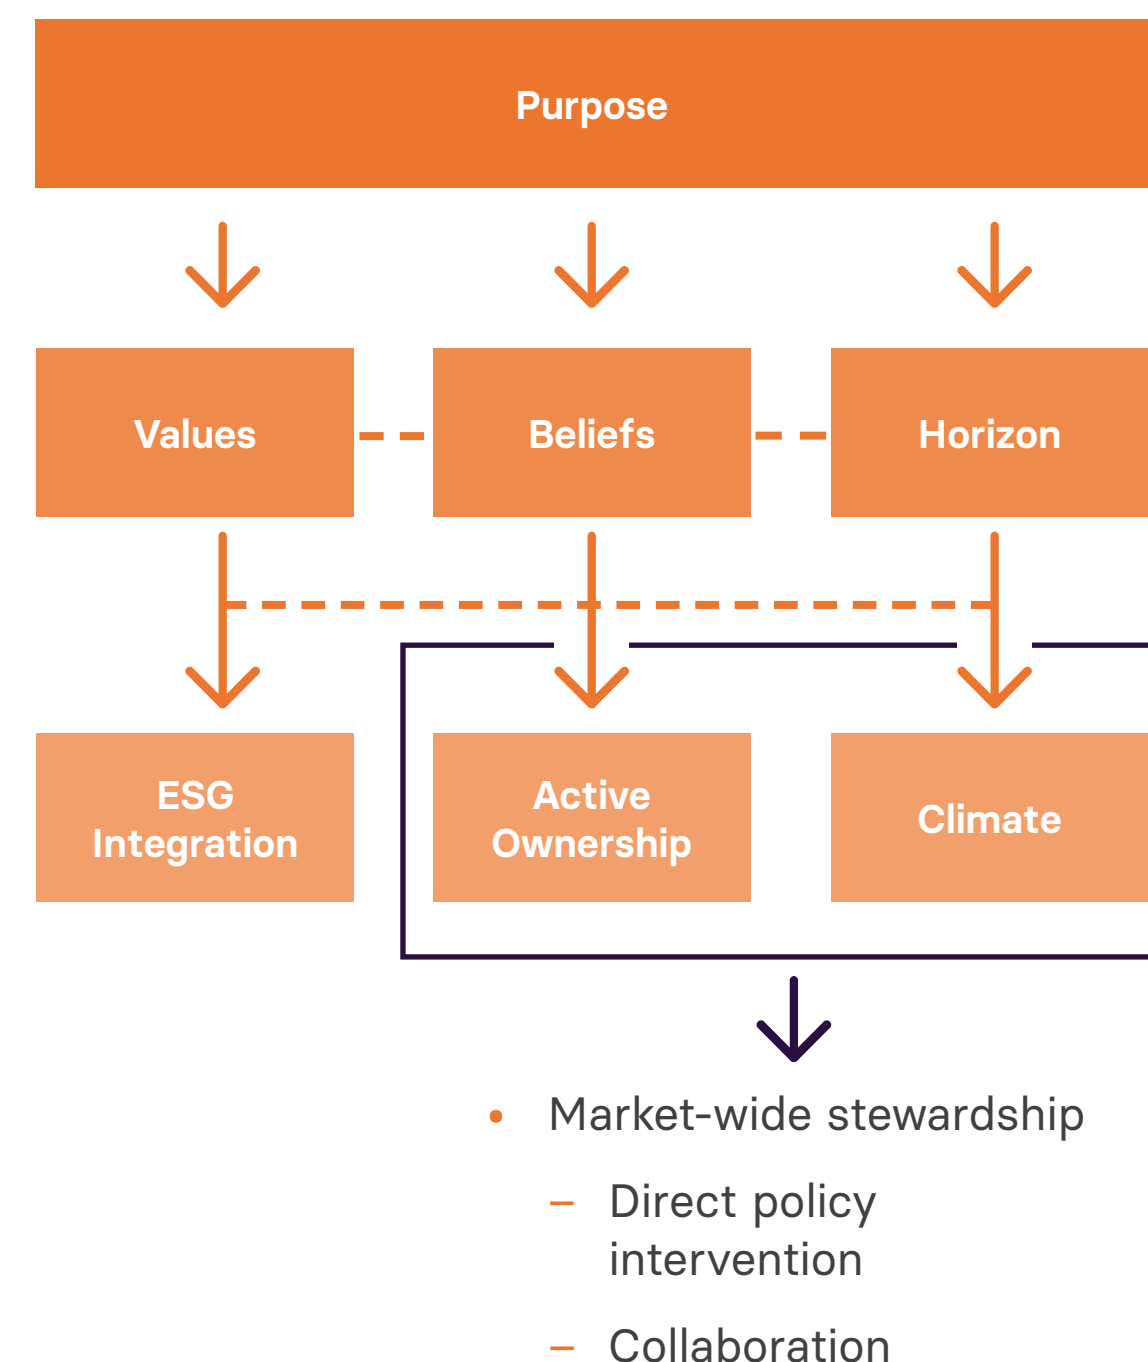 Purpose
Values
Beliefs
Horizon
ESG
Integration
Active
Ownership
Climate
• Market-wide stewardship
– Direct policy
intervention
– Collaboration